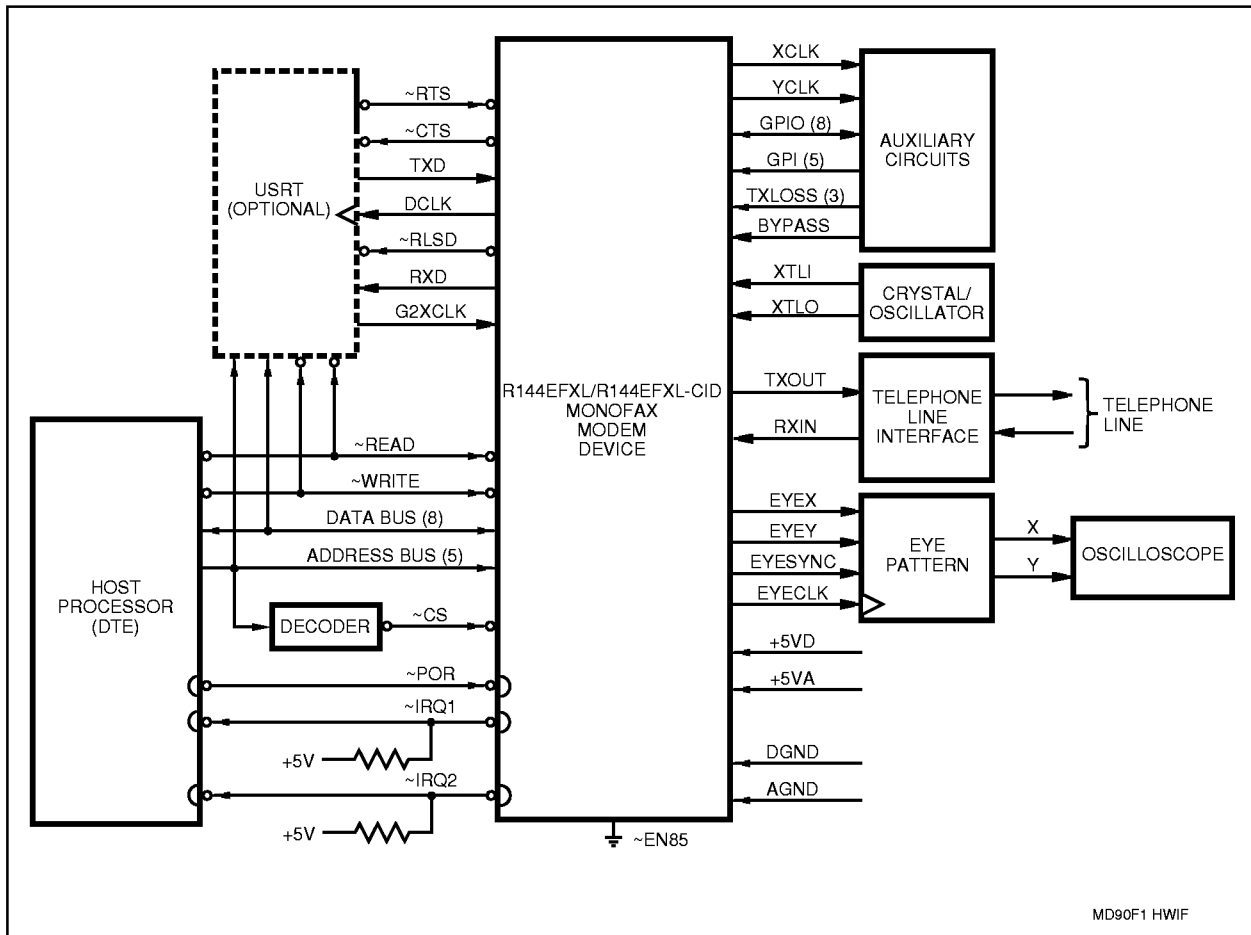 USRT
(OPTIONAL)
~RTS
~CTS
TXD
DCLK
~RLSD
RXD
G2XCLK
HOST
PROCESSOR
(DTE)
~READ
~WRITE
DATA BUS (8)
ADDRESS BUS (5)
DECODER
~CS
~POR
~IRQ1
+5V
~IRQ2
+5V
R144EFXL/R144EFXL-CID
MONOFAX
MODEM
DEVICE
~EN85
XCLK
YCLK
GPIO (8)
GPI (5)
TXLOSS (3)
BYPASS
AUXILIARY
CIRCUITS
XTLI
XTLO
CRYSTAL/
OSCILLATOR
TXOUT
RXIN
TELEPHONE
LINE
INTERFACE
TELEPHONE
LINE
EYEX
EYEY
EYESYNC
EYECLK
EYE
PATTERN
X
Y
OSCILLOSCOPE
+5VD
+5VA
DGND
AGND
MD90F1 HWIF